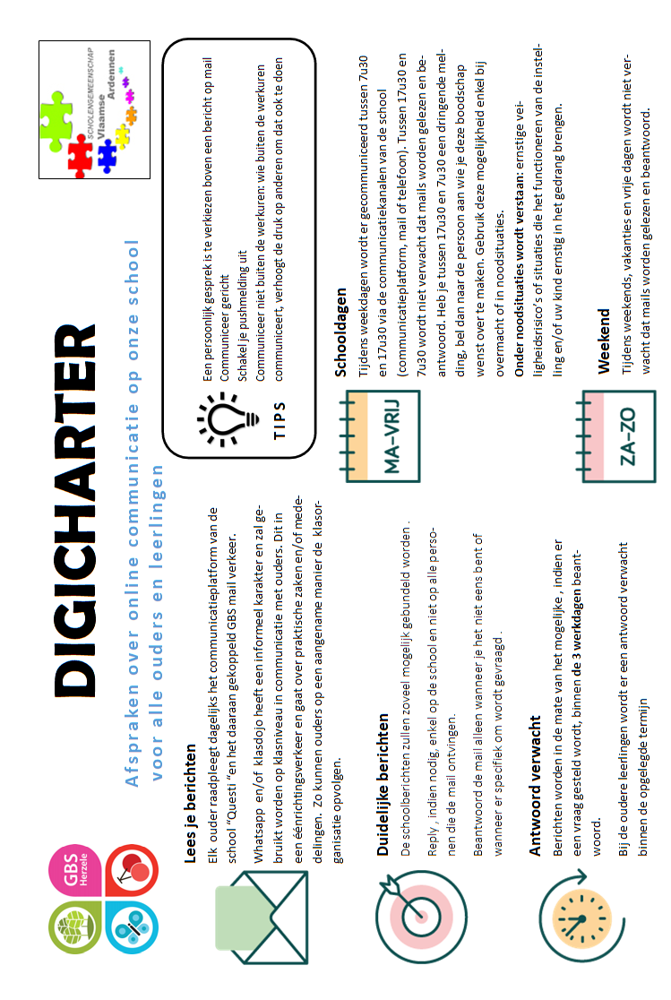 GBS
Herzele
DIGICHARTER
Afspraken over online communicatie op onze school
voor alle ouders en leerlingen
SCHOLENGEMEENSCHAP
Vlaamse
Ardennen
Lees je berichten
Elk ouder raadpleegt dagelijks het communicatieplatform van de
school "Questi "en het daaraan gekoppeld GBS mail verkeer.
Whatsapp en/of klasdojo heeft een informeel karakter en zal ge-
bruikt worden op klasniveau in communicatie met ouders. Dit in
een éénrichtingsverkeer en gaat over praktische zaken en/of mede-
delingen. Zo kunnen ouders op een aangename manier de klasor-
ganisatie opvolgen.
Duidelijke berichten
De schoolberichten zullen zoveel mogelijk gebundeld worden .
Reply , indien nodig, enkel op de school en niet op alle perso-
nen die de mail ontvingen.
Beantwoord de mail alleen wanneer je het niet eens bent of
wanneer er specifiek om wordt gevraagd .
Antwoord verwacht
Berichten worden in de mate van het mogelijke , indien er
een vraag gesteld wordt, binnen de 3 werkdagen beant-
woord.
Bij de oudere leerlingen wordt er een antwoord verwacht
binnen de opgelegde termijn
TIPS
Een persoonlijk gesprek is te verkiezen boven een bericht op mail
Communiceer gericht
Schakel je pushmelding uit
Communiceer niet buiten de werkuren: wie buiten de werkuren
communiceert, verhoogt de druk op anderen om dat ook te doen
MA-VRIJ
Schooldagen
Tijdens weekdagen wordt er gecommuniceerd tussen 7u30
en 17u30 via de communicatiekanalen van de school
(communicatieplatform, mail of telefoon). Tussen 17u30 en
7u30 wordt niet verwacht dat mails worden gelezen en be-
antwoord. Heb je tussen 17u30 en 7u30 een dringende mel-
ding, bel dan naar de persoon aan wie je deze boodschap
wenst over te maken. Gebruik deze mogelijkheid enkel bij
overmacht of in noodsituaties.
Onder noodsituaties wordt verstaan: ernstige vei-
ligheidsrisico's of situaties die het functioneren van de instel-
ling en/of uw kind ernstig in het gedrang brengen.
ZA-ZO
Weekend
Tijdens weekends, vakanties en vrije dagen wordt niet ver-
wacht dat mails worden gelezen en beantwoord.